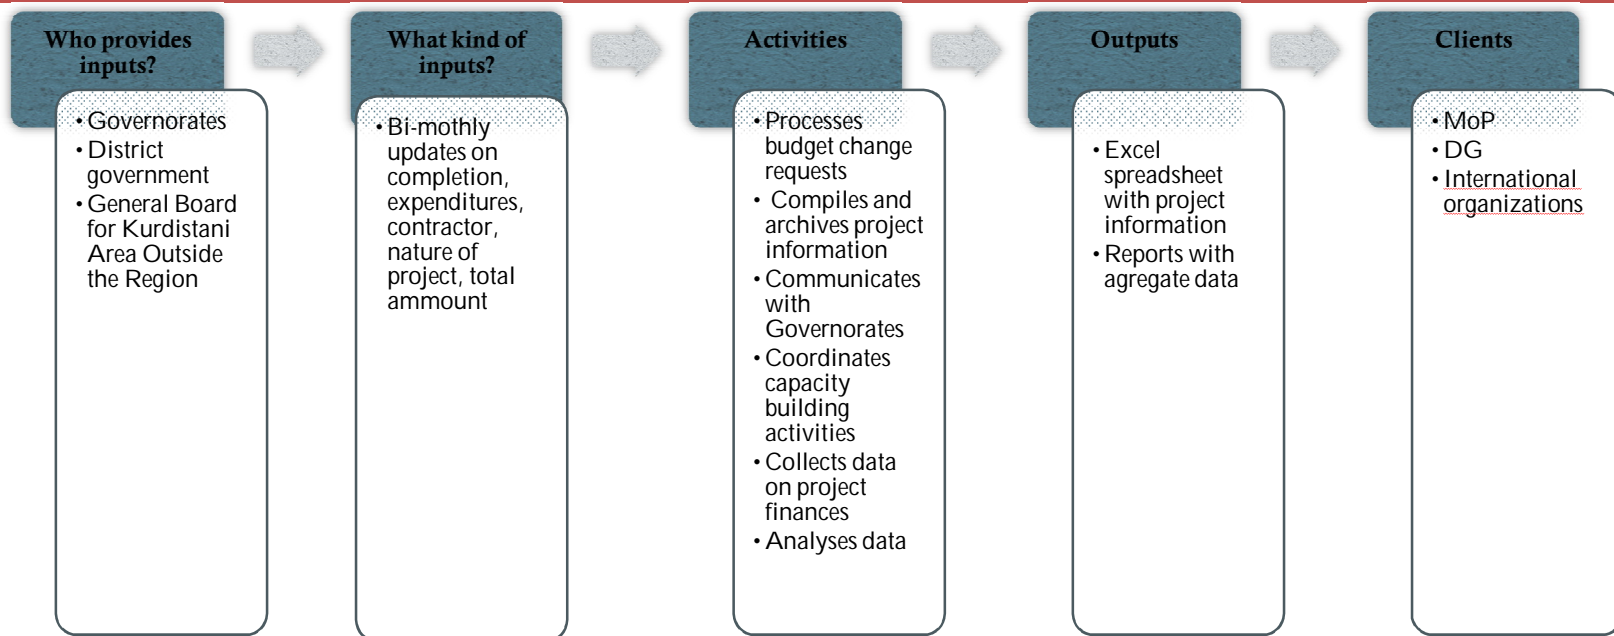 Who provides
inputs?
• Governorates
• District
government
• General Board
for Kurdistani
Area Outside
the Region
What kind of
inputs?
• Bi-mothly
updates on
completion,
expenditures,
contractor,
nature of
project, total
ammount
Activities
• Processes
budget change
requests
• Compiles and
archives project
information
• Communicates
with
Governorates
• Coordinates
capacity
building
activities
• Collects data
on project
finances
• Analyses data
Outputs
• Excel
spreadsheet
with project
information
• Reports with
agregate data
Clients
• MoP
• DG
• International
organizations